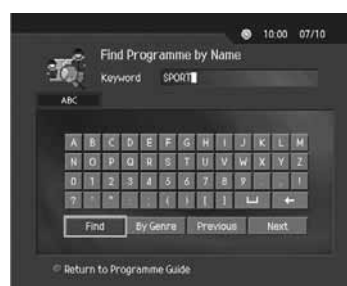 10:00 07/10
Find Programme by Name
Keyword SPORT
ABC
A B C D E F G H I J K L M
N O P Q R S T U V W X Y Z
0 1 2 3 4 5 6 7 8 9 . , !
? ' " : ; ( ) [ ]
Find By Genre Previous Next
Return to Programme Guide